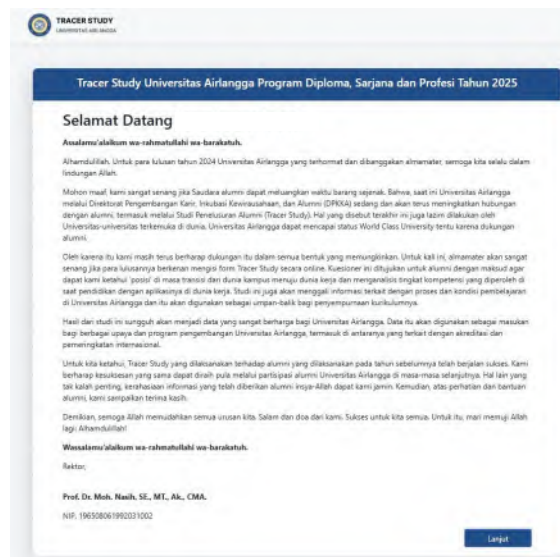 TRACER STUDY
UNIVERSITAS AIRLANGGA
Tracer Study Universitas Airlangga Program Diploma, Sarjana dan Profesi Tahun 2025
Selamat Datang
Assalamu'alaikum wa-rahmatullahi wa-barakatuh.
Alhamdulillah. Untuk para lulusan tahun 2024 Universitas Airlangga yang terhormat dan dibanggakan almamater, semoga kita selalu dalam
lindungan Allah.
Mohon maaf, kami sangat senang jika Saudara alumni dapat meluangkan waktu barang sejenak. Bahwa, saat ini Universitas Airlangga
melalui Direktorat Pengembangan Karir, Inkubasi Kewirausahaan, dan Alumni (DPKKA) sedang dan akan terus meningkatkan hubungan
dengan alumni, termasuk melalui Studi Penelusuran Alumni (Tracer Study). Hal yang disebut terakhir ini juga lazim dilakukan oleh
Universitas-universitas terkemuka di dunia, Universitas Airlangga dapat mencapai status World Class University tentu karena dukungan
alumni.
Oleh karena itu kami masih terus berharap dukungan itu dalam semua bentuk yang memungkinkan. Untuk kali ini, almamater akan sangat
senang jika para lulusannya berkenan mengisi form Tracer Study secara online. Kuesioner ini ditujukan untuk alumni dengan maksud agar
dapat kami ketahui 'posisi' di masa transisi dari dunia kampus menuju dunia kerja dan menganalisis tingkat kompetensi yang diperoleh di
saat pendidikan dengan aplikasinya di dunia kerja. Studi ini juga akan menggali informasi terkait dengan proses dan kondisi pembelajaran
di Universitas Airlangga dan itu akan digunakan sebagai umpan-balik bagi penyempurnaan kurikulumnya.
Hasil dari studi ini sungguh akan menjadi data yang sangat berharga bagi Universitas Airlangga. Data itu akan digunakan sebagai masukan
bagi berbagai upaya dan program pengembangan Universitas Airlangga, termasuk di antaranya yang terkait dengan akreditasi dan
pemeringkatan internasional.
Untuk kita ketahui, Tracer Study yang dilaksanakan terhadap alumni yang dilaksanakan pada tahun sebelumnya telah berjalan sukses. Kami
berharap kesuksesan yang sama dapat diraih pula melalui partisipasi alumni Universitas Airlangga di masa-masa selanjutnya. Hal lain yang
tak kalah penting, kerahasiaan informasi yang telah diberikan alumni insya-Allah dapat kami jamin. Kemudian, atas perhatian dan bantuan
alumni, kami sampaikan terima kasih.
Demikian, semoga Allah memudahkan semua urusan kita. Salam dan doa dari kami. Sukses untuk kita semua. Untuk itu, mari memuji Allah
lagi: Alhamdulillah!
Wassalamu'alaikum wa-rahmatullahi wa-barakatuh.
Rektor,
Prof. Dr. Moh. Nasih, SE., MT., Ak., CMA.
NIP. 196508061992031002
Lanjut